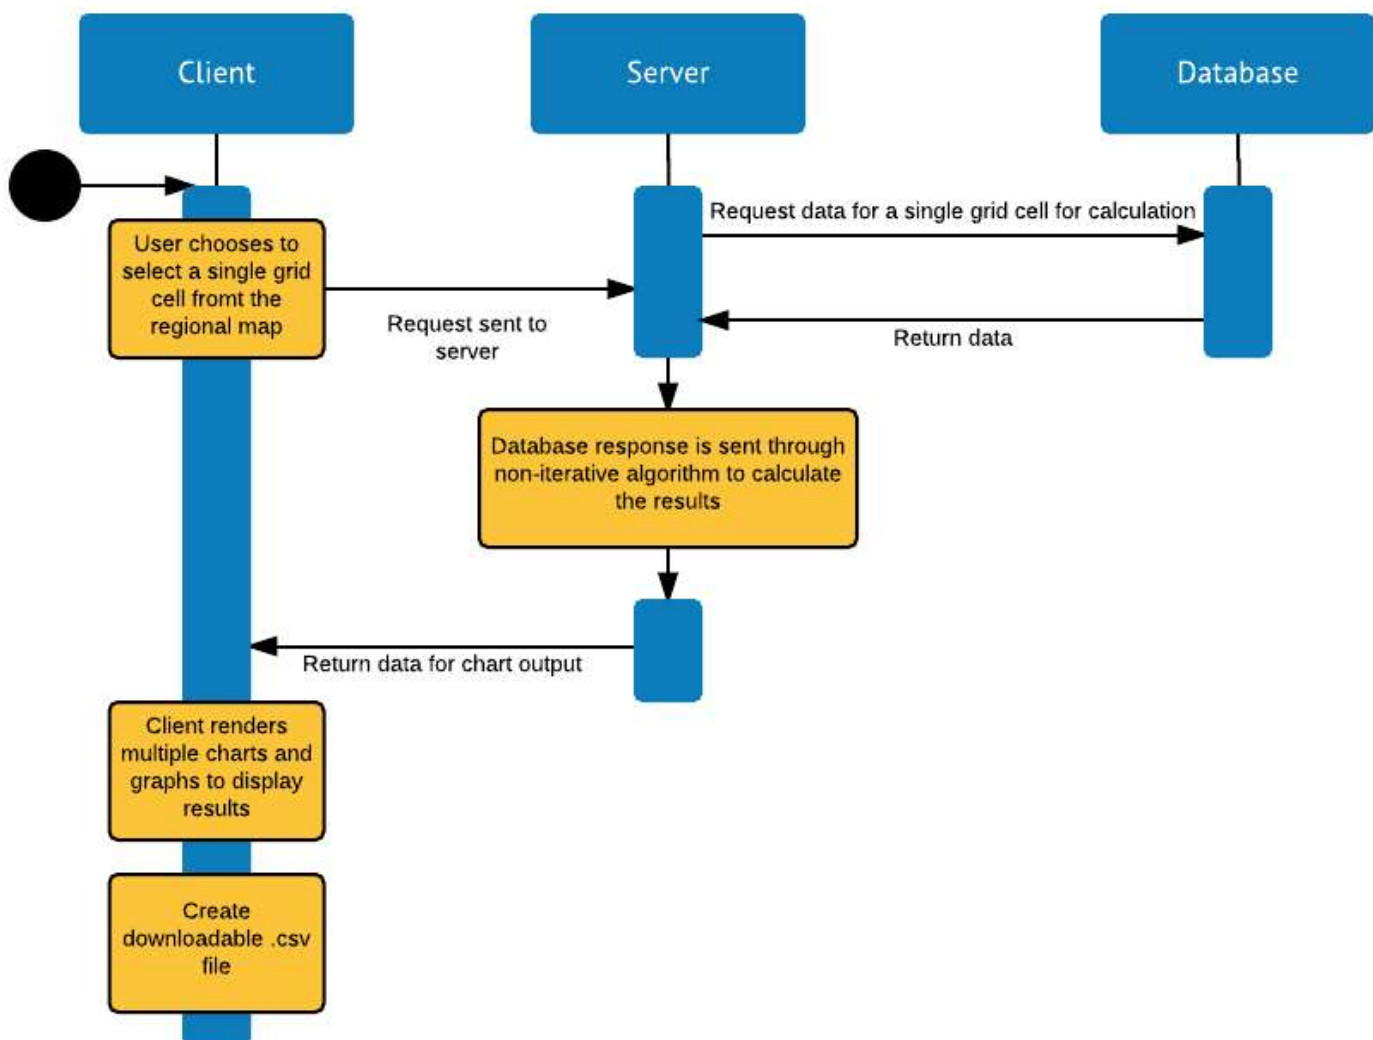 Client
Server
Database
User chooses to
select a single grid
cell fromt the
regional map
Request sent to
server
Request data for a single grid cell for calculation
Return data
Database response is sent through
non-iterative algorithm to calculate
the results
Return data for chart output
Client renders
multiple charts and
graphs to display
results
Create
downloadable .csv
file